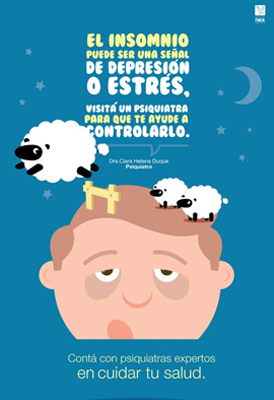 EL INSOMNIO
PUEDE SER UNA SEÑAL
DE DEPRESIÓN
O ESTRÉS,
VISITÁ UN PSIQUIATRA
PARA QUE TE AYUDE A
CONTROLARLO.
Dra.Clara Helena Duque
Psiquiatra
Contá con psiquiatras expertos
en cuidar tu salud.